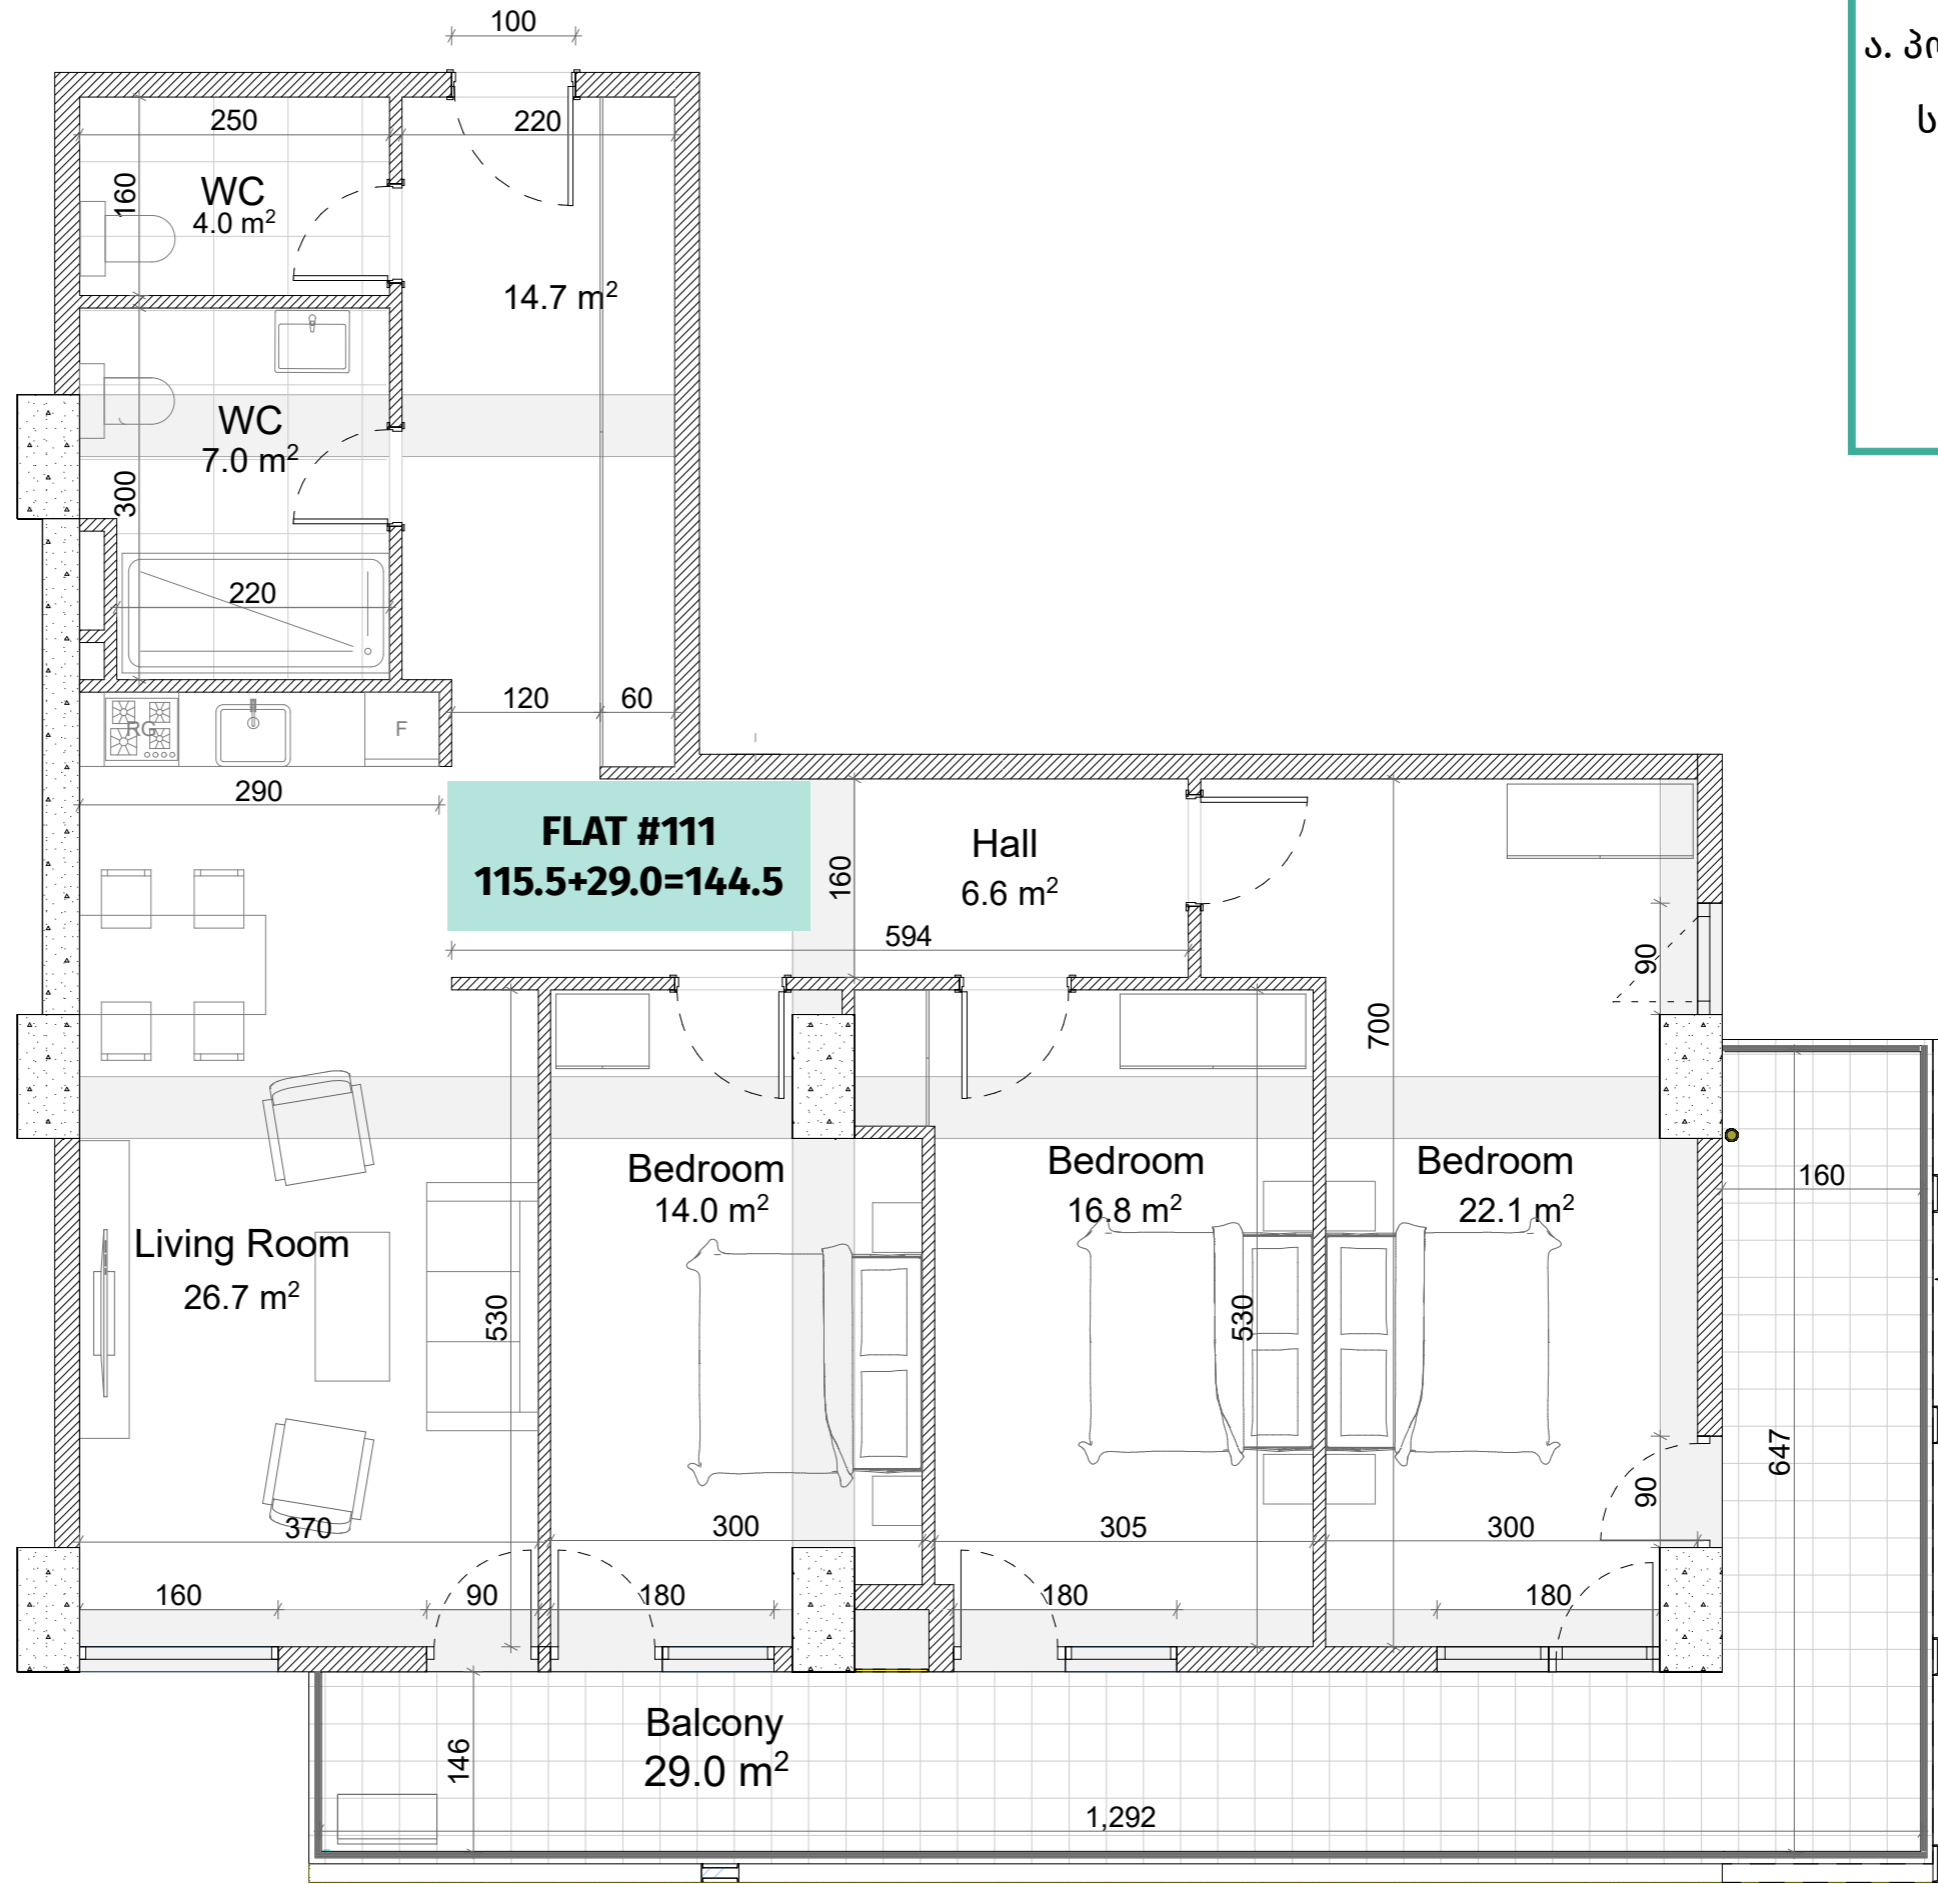 100
ა.
250
220
160
WC
4.0 m²
14.7 m²
WC
7.0 m²
300
220
120
60
RG
F
290
FLAT #111
115.5+29.0=144.5
160
Hall
6.6 m²
594
90
700
Bedroom
14.0 m²
Bedroom
16.8 m²
Bedroom
22.1 m²
160
Living Room
26.7 m²
530
530
647
90
370
300
305
300
160
90
180
180
180
Balcony
29.0 m²
146
1,292